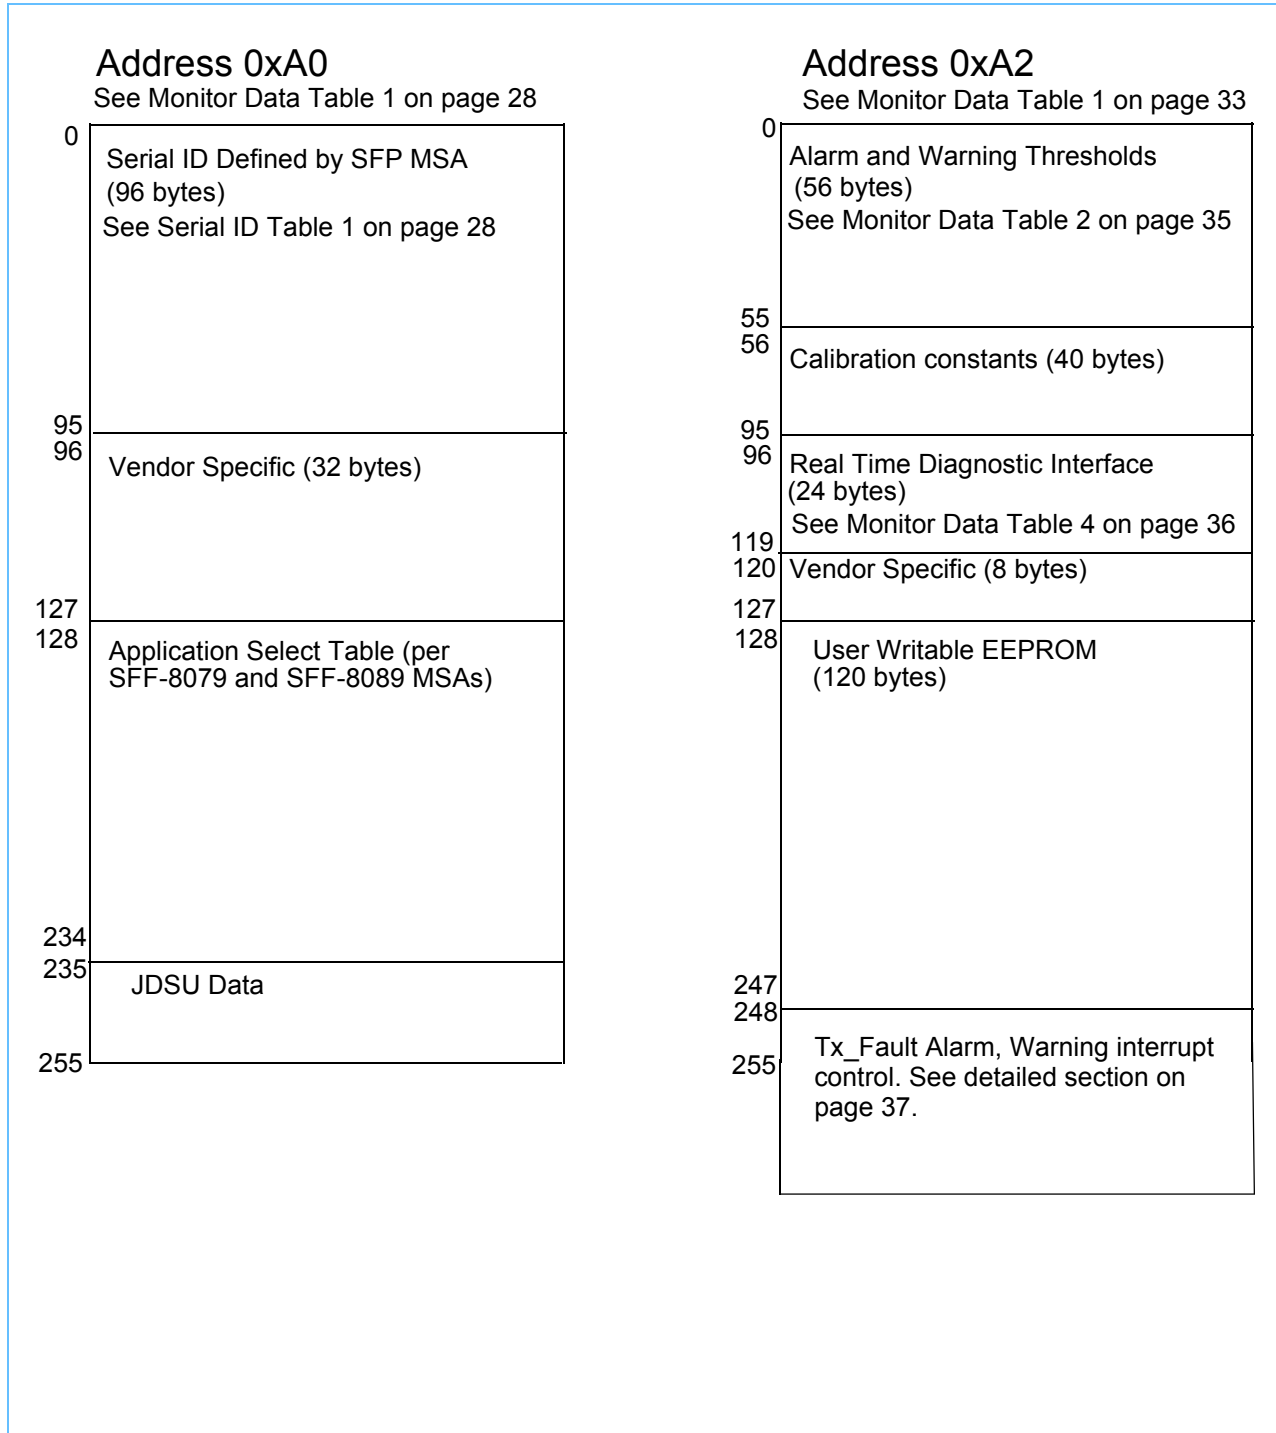 Address 0xA0
See Monitor Data Table 1 on page 28
0
Serial ID Defined by SFP MSA
(96 bytes)
See Serial ID Table 1 on page 28
95
96
Vendor Specific (32 bytes)
127
128
Application Select Table (per
SFF-8079 and SFF-8089 MSAs)
234
235
JDSU Data
255
Address 0xA2
See Monitor Data Table 1 on page 33
0
Alarm and Warning Thresholds
(56 bytes)
See Monitor Data Table 2 on page 35
55
56
Calibration constants (40 bytes)
95
96
Real Time Diagnostic Interface
(24 bytes)
See Monitor Data Table 4 on page 36
119
120
Vendor Specific (8 bytes)
127
128
User Writable EEPROM
(120 bytes)
247
248
Tx_Fault Alarm, Warning interrupt
control. See detailed section on
page 37.
255